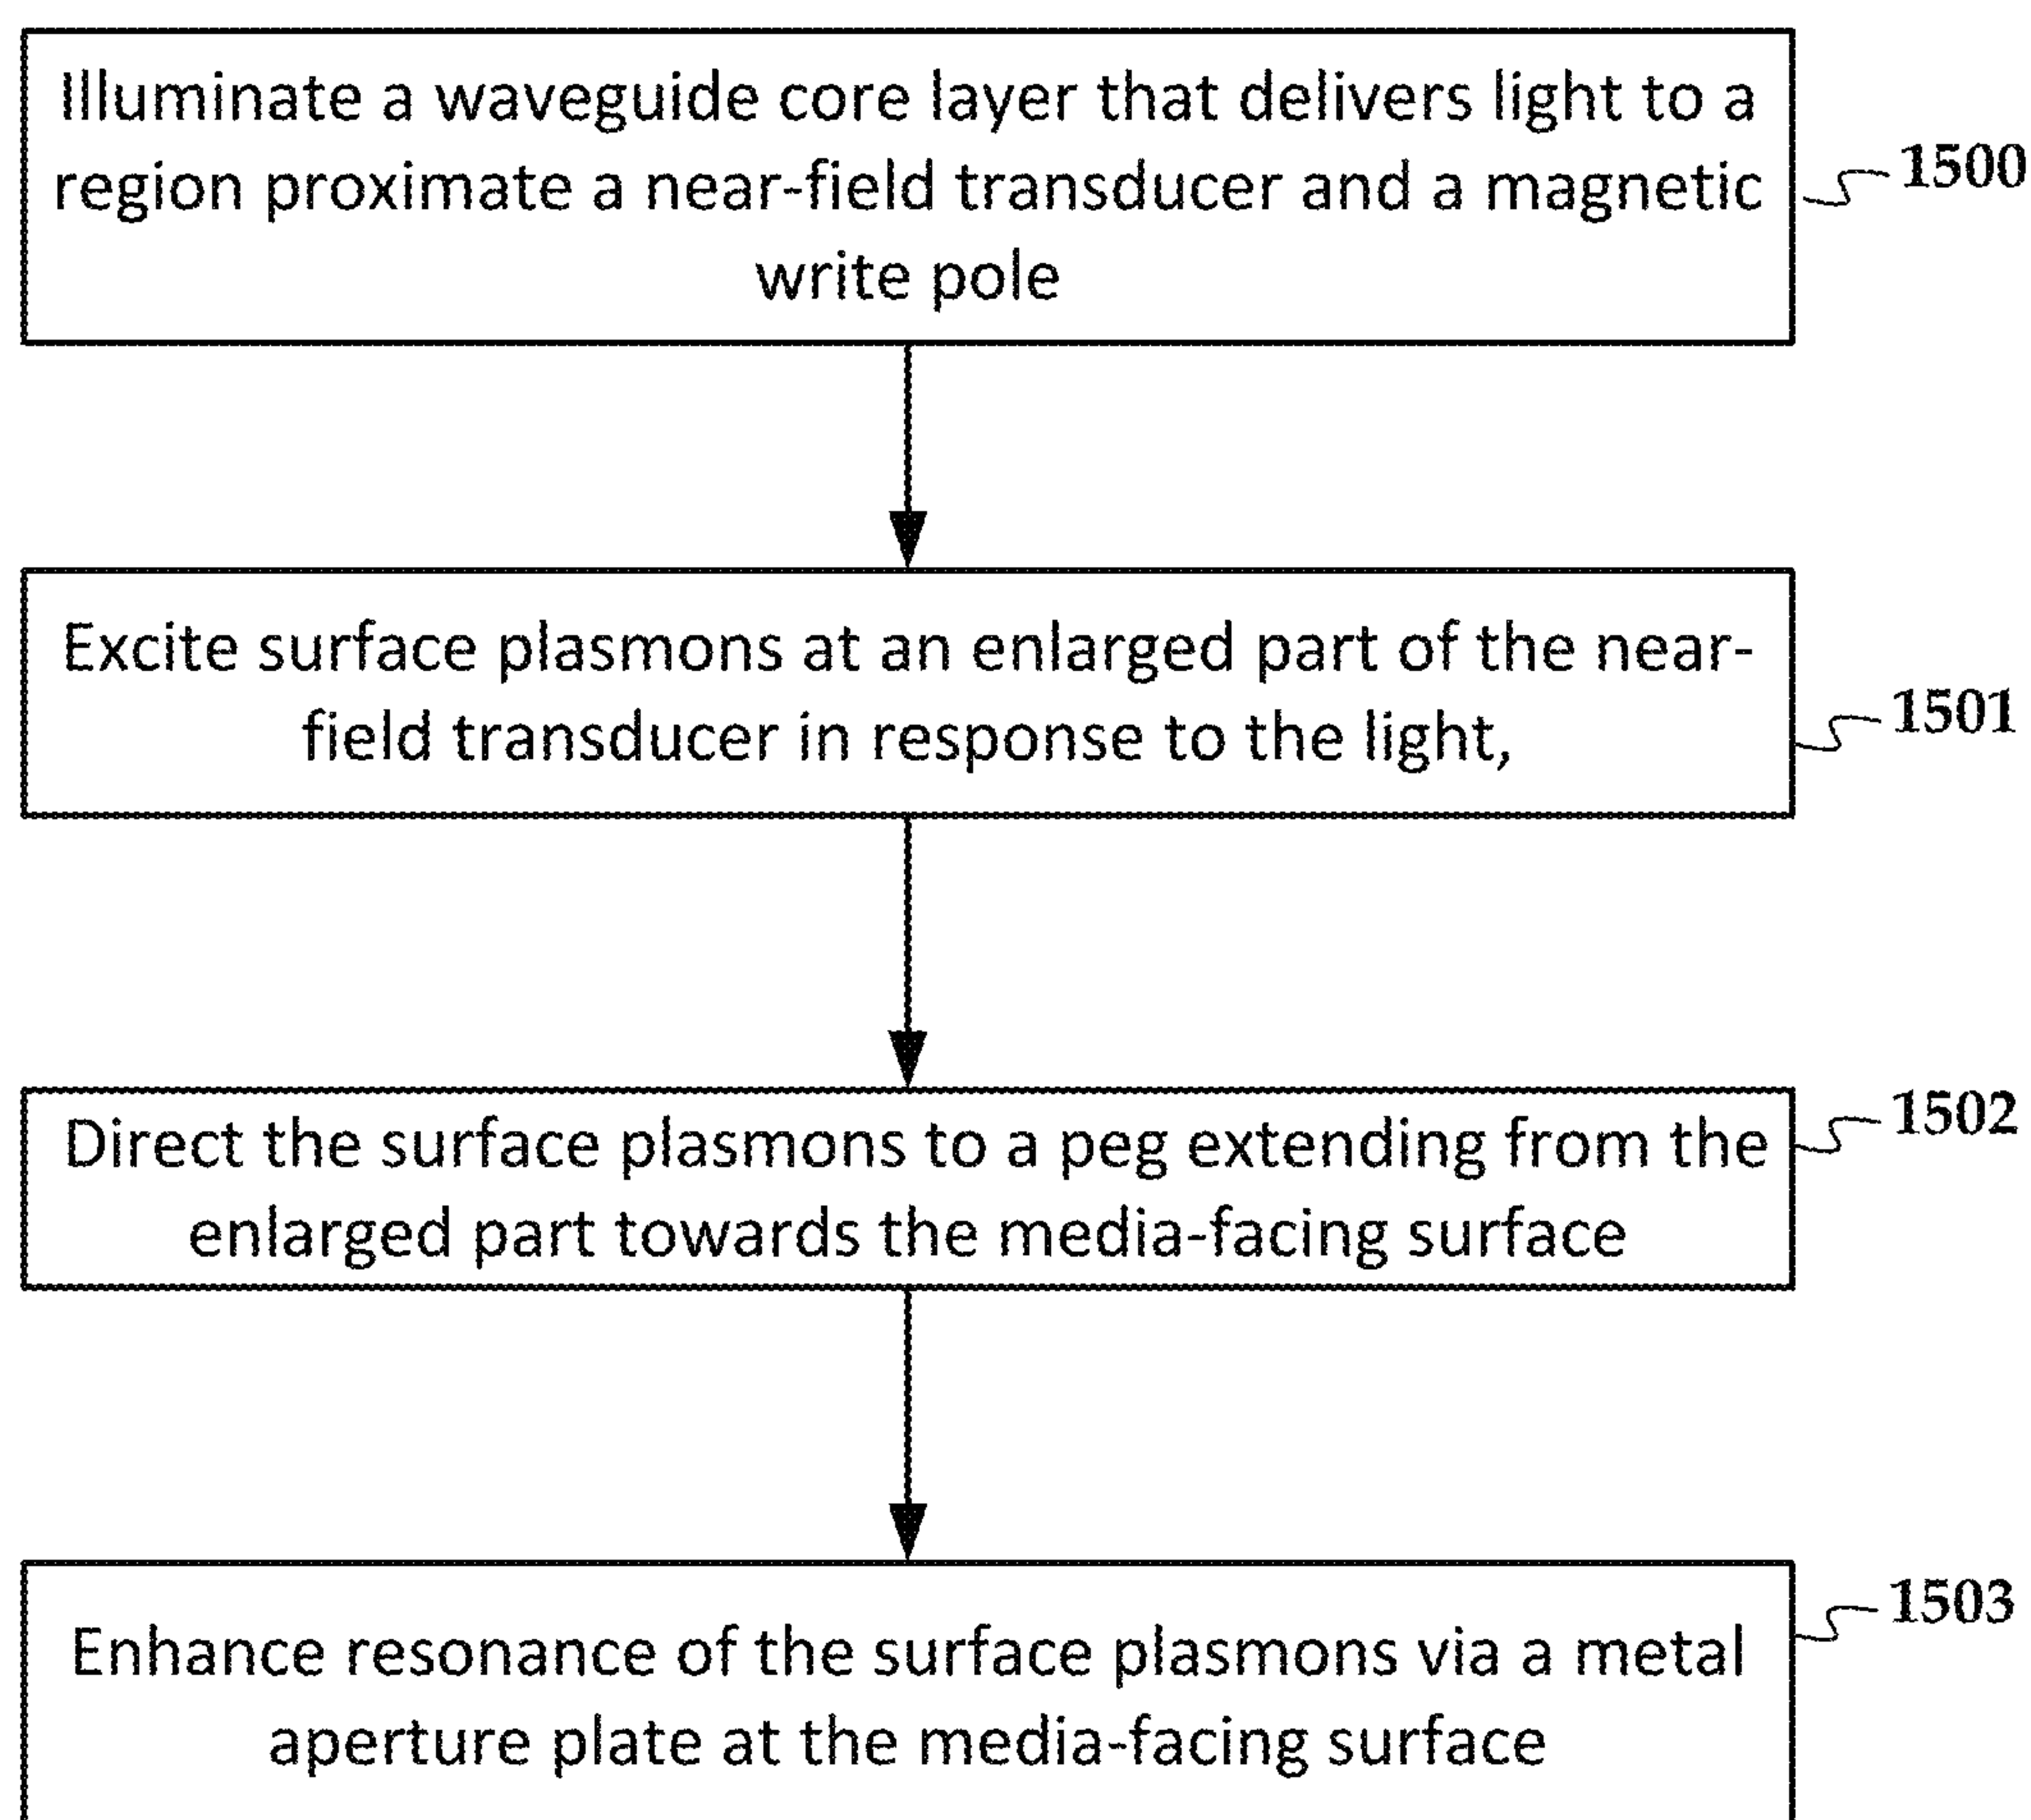 Illuminate a waveguide core layer that delivers light to a
region proximate a near-field transducer and a magnetic
write pole
1500
Excite surface plasmons at an enlarged part of the near-
field transducer in response to the light,
1501
Direct the surface plasmons to a peg extending from the
enlarged part towards the media-facing surface
1502
Enhance resonance of the surface plasmons via a metal
aperture plate at the media-facing surface
1503